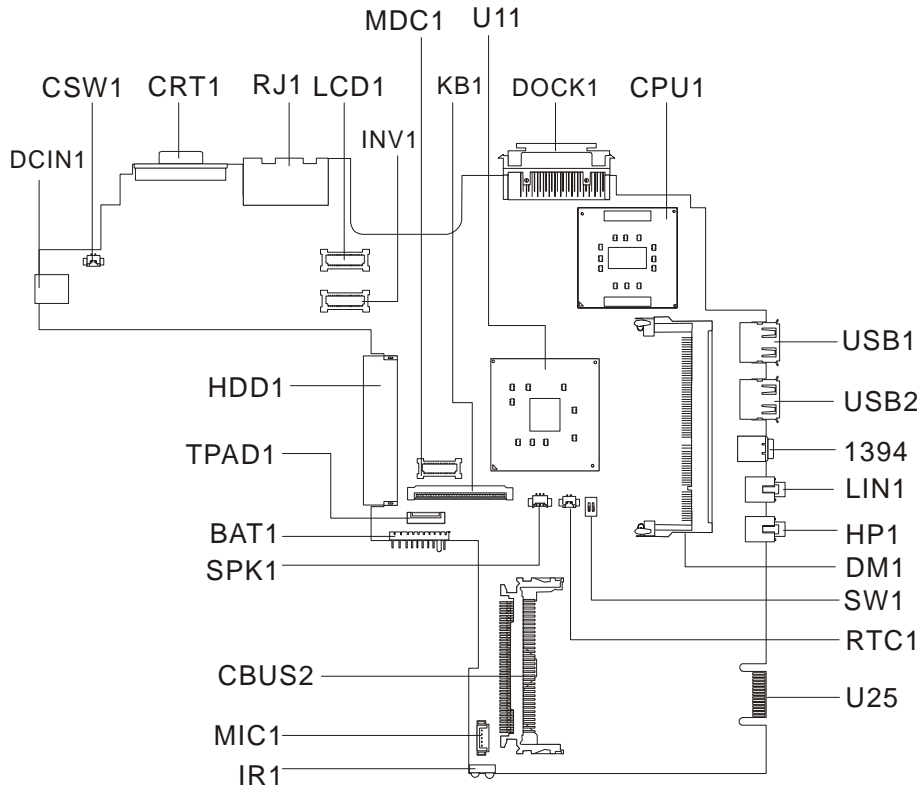 MDC1
U11
CSW1
CRT1
RJ1
LCD1
KB1
DOCK1
CPU1
INV1
DCIN1
USB1
HDD1
USB2
TPAD1
1394
LIN1
BAT1
HP1
SPK1
DM1
SW1
RTC1
CBUS2
U25
MIC1
IR1